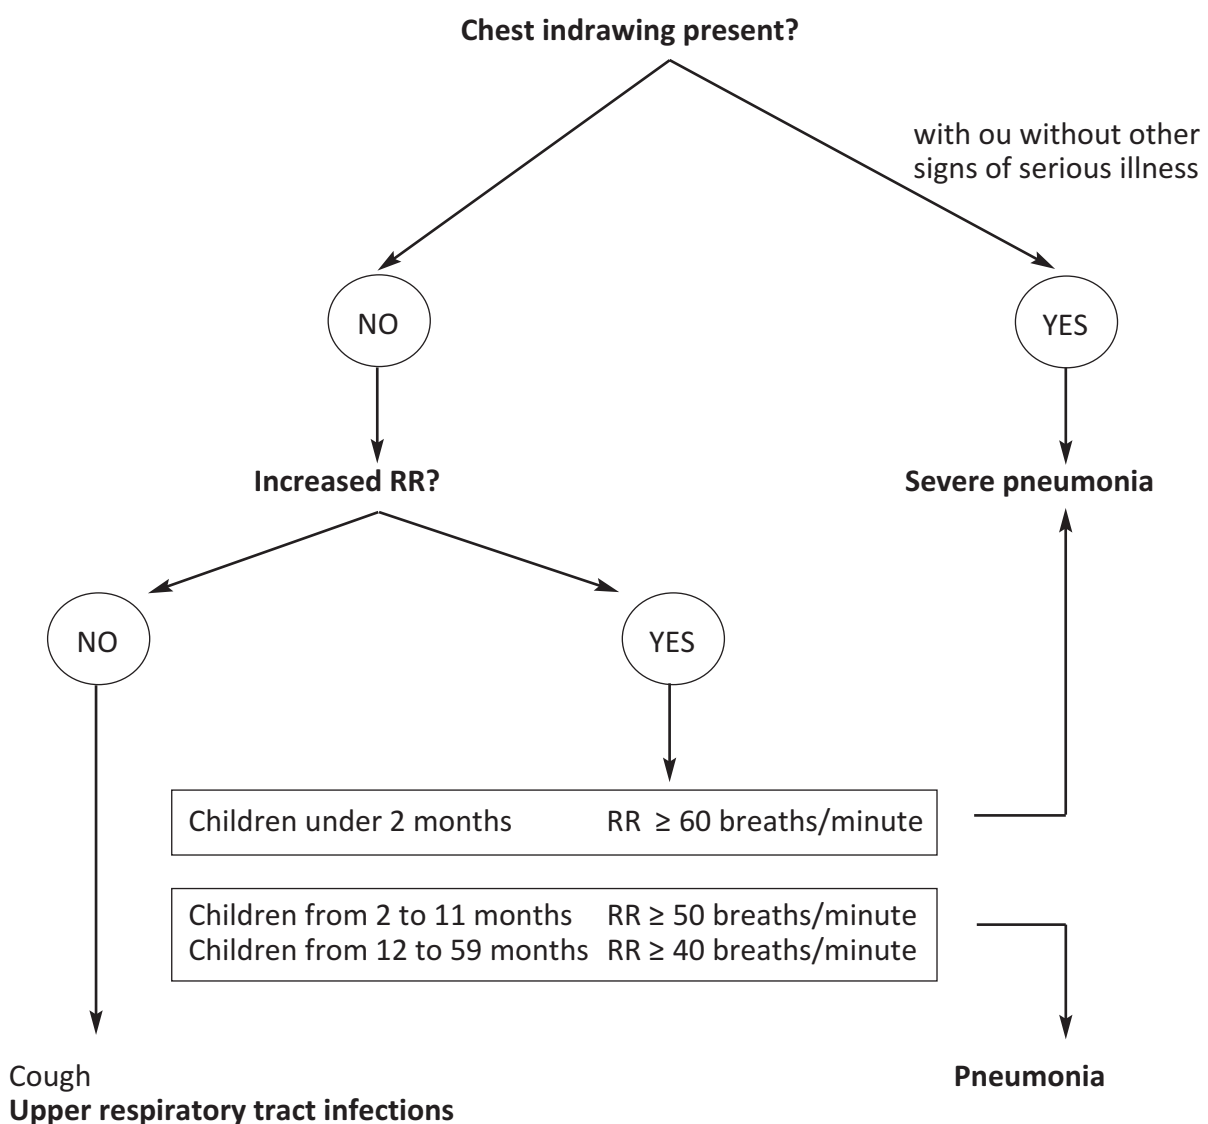 Chest indrawing present?
with ou without other
signs of serious illness
NO
YES
Increased RR?
Severe pneumonia
NO
YES
Children under 2 months RR ≥ 60 breaths/minute
Children from 2 to 11 months RR ≥ 50 breaths/minute
Children from 12 to 59 months RR ≥ 40 breaths/minute
Cough
Upper respiratory tract infections
Pneumonia